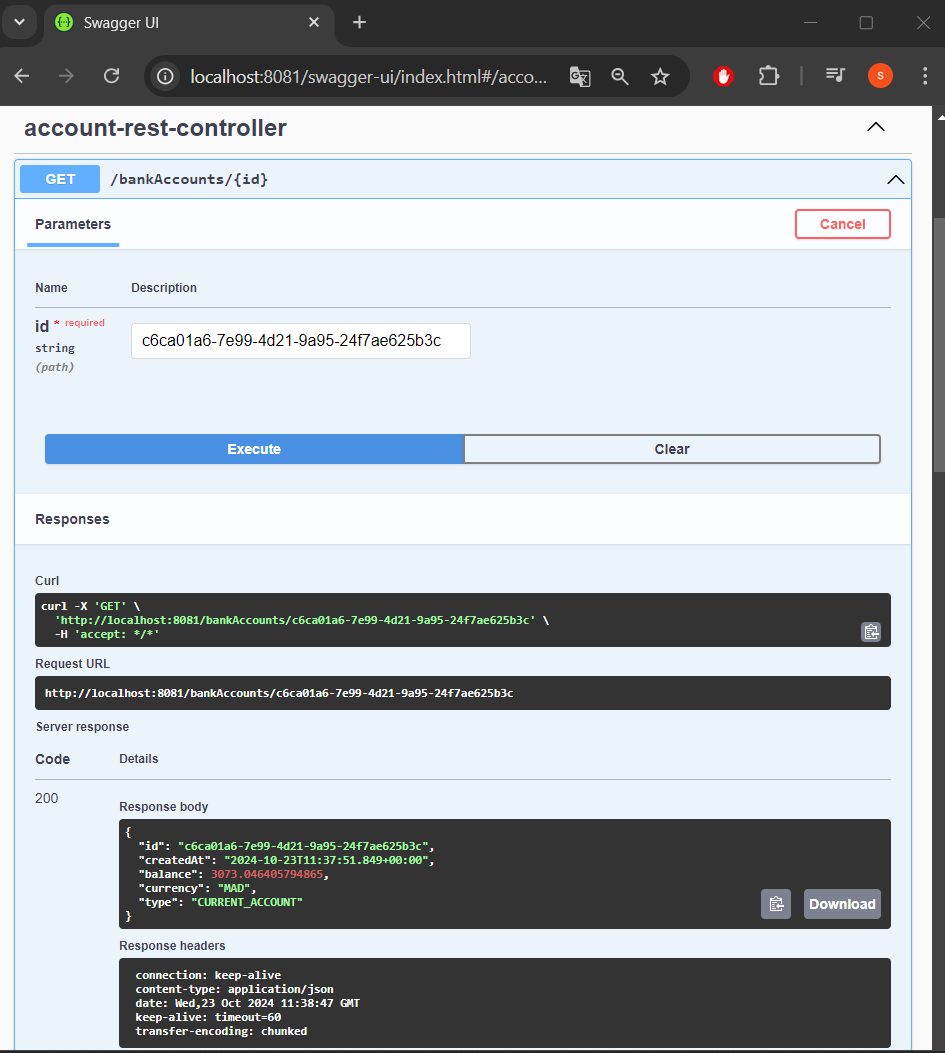 Swagger UI
localhost:8081/swagger-ui/index.html#/acco...
S
account-rest-controller
GET /bankAccounts/{id}
Parameters
Cancel
Name Description
id * required
string
(path)
c6ca01a6-7e99-4d21-9a95-24f7ae625b3c
Execute Clear
Responses
Curl
curl -X 'GET' \
'http://localhost:8081/bankAccounts/c6ca01a6-7e99-4d21-9a95-24f7ae625b3c' \
-H 'accept: */*'
Request URL
http://localhost:8081/bankAccounts/c6ca01a6-7e99-4d21-9a95-24f7ae625b3c
Server response
Code Details
200
Response body
{
"id": "c6ca01a6-7e99-4d21-9a95-24f7ae625b3c",
"createdAt": "2024-10-23T11:37:51.849+00:00",
"balance": 3073.046405794865,
"currency": "MAD",
"type": "CURRENT_ACCOUNT"
}
Download
Response headers
connection: keep-alive
content-type: application/json
date: Wed,23 Oct 2024 11:38:47 GMT
keep-alive: timeout=60
transfer-encoding: chunked